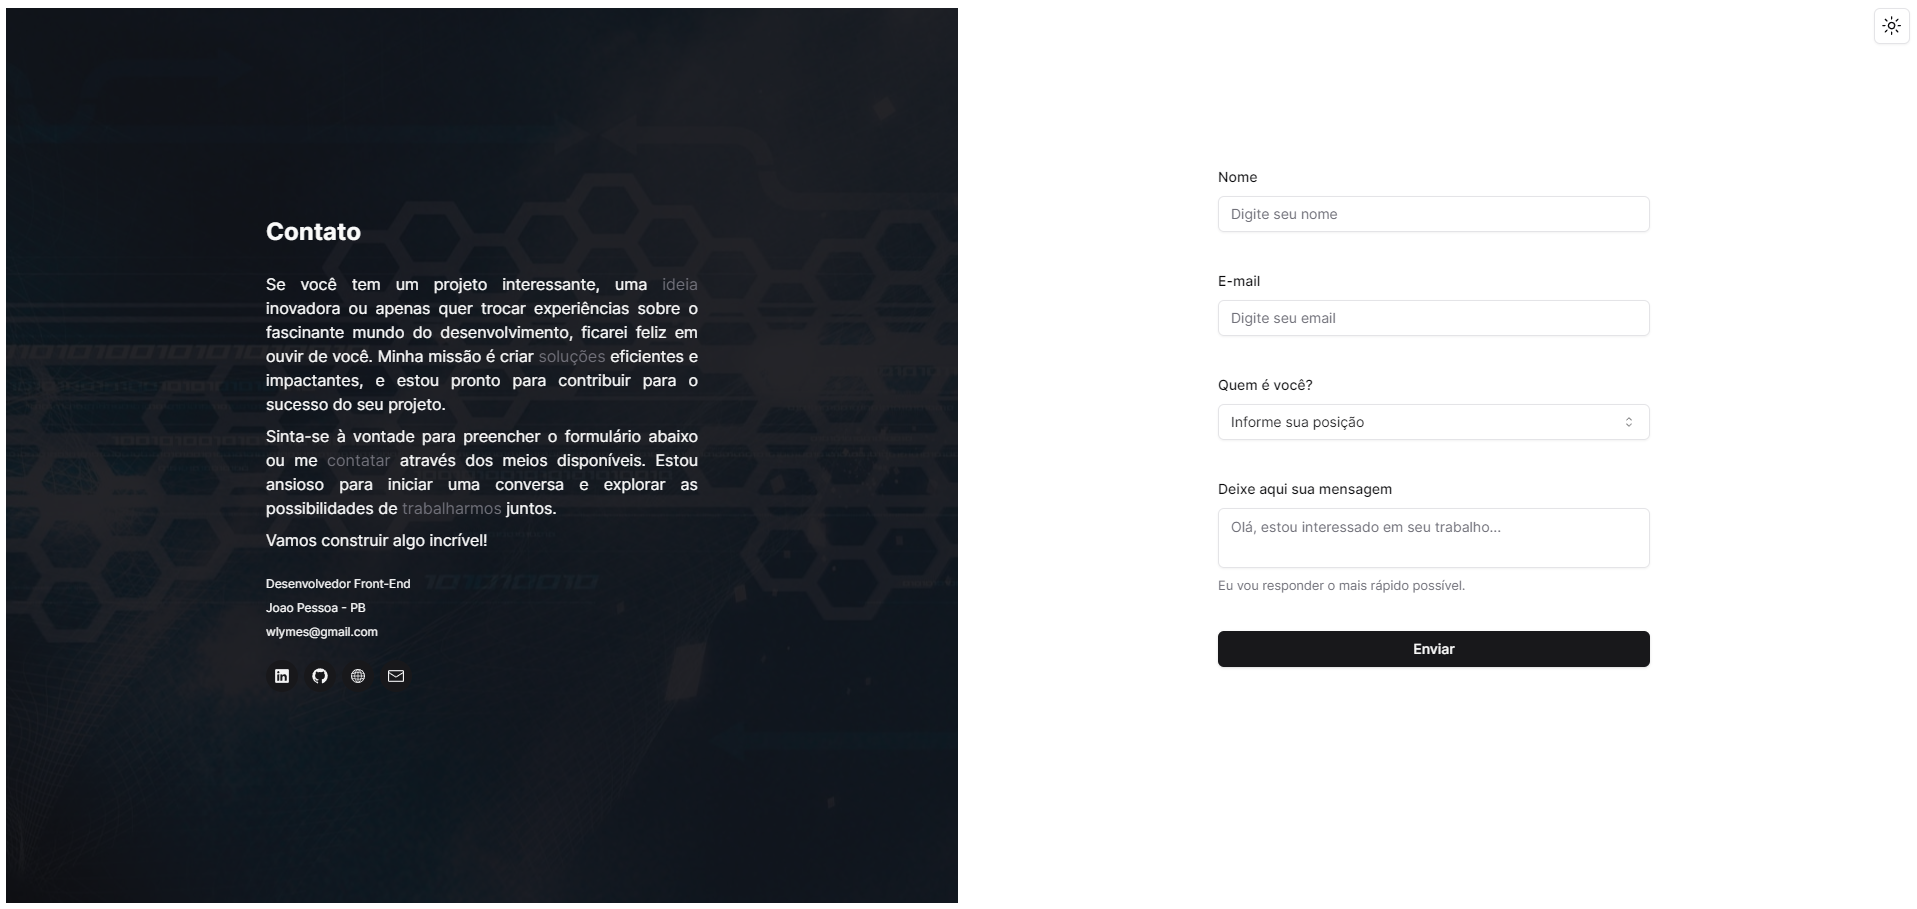 Contato
Se você tem um projeto interessante, uma ideia
inovadora ou apenas quer trocar experiências sobre o
fascinante mundo do desenvolvimento, ficarei feliz em
ouvir de você. Minha missão é criar soluções eficientes e
impactantes, e estou pronto para contribuir para o
sucesso do seu projeto.
Sinta-se à vontade para preencher o formulário abaixo
ou me contatar através dos meios disponíveis. Estou
ansioso para iniciar uma conversa e explorar as
possibilidades de trabalharmos juntos.
Vamos construir algo incrível!
Desenvolvedor Front-End
Joao Pessoa - PB
wlymes@gmail.com
Nome
Digite seu nome
E-mail
Digite seu email
Quem é você?
Informe sua posição
Deixe aqui sua mensagem
Olá, estou interessado em seu trabalho...
Eu vou responder o mais rápido possível.
Enviar